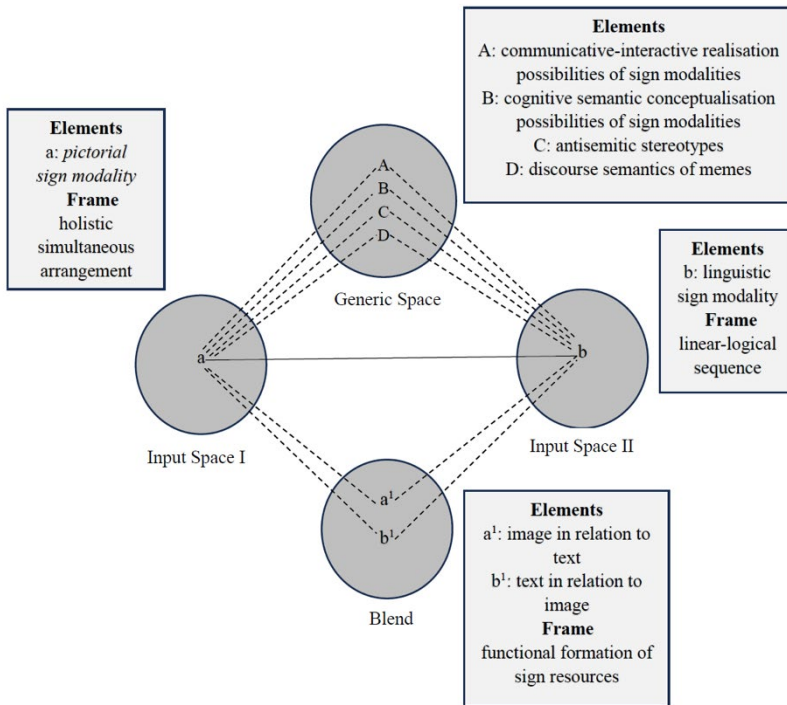 Elements
A: communicative-interactive realisation
possibilities of sign modalities
B: cognitive semantic conceptualisation
possibilities of sign modalities
C: antisemitic stereotypes
D: discourse semantics of memes
Elements
a: pictorial
sign modality
Frame
holistic
simultaneous
arrangement
A
B
C
D
Generic Space
Elements
b: linguistic
sign modality
Frame
linear-logical
sequence
a
b
Input Space I
Input Space II
a¹
b¹
Blend
Elements
a¹: image in relation to
text
b¹: text in relation to
image
Frame
functional formation of
sign resources